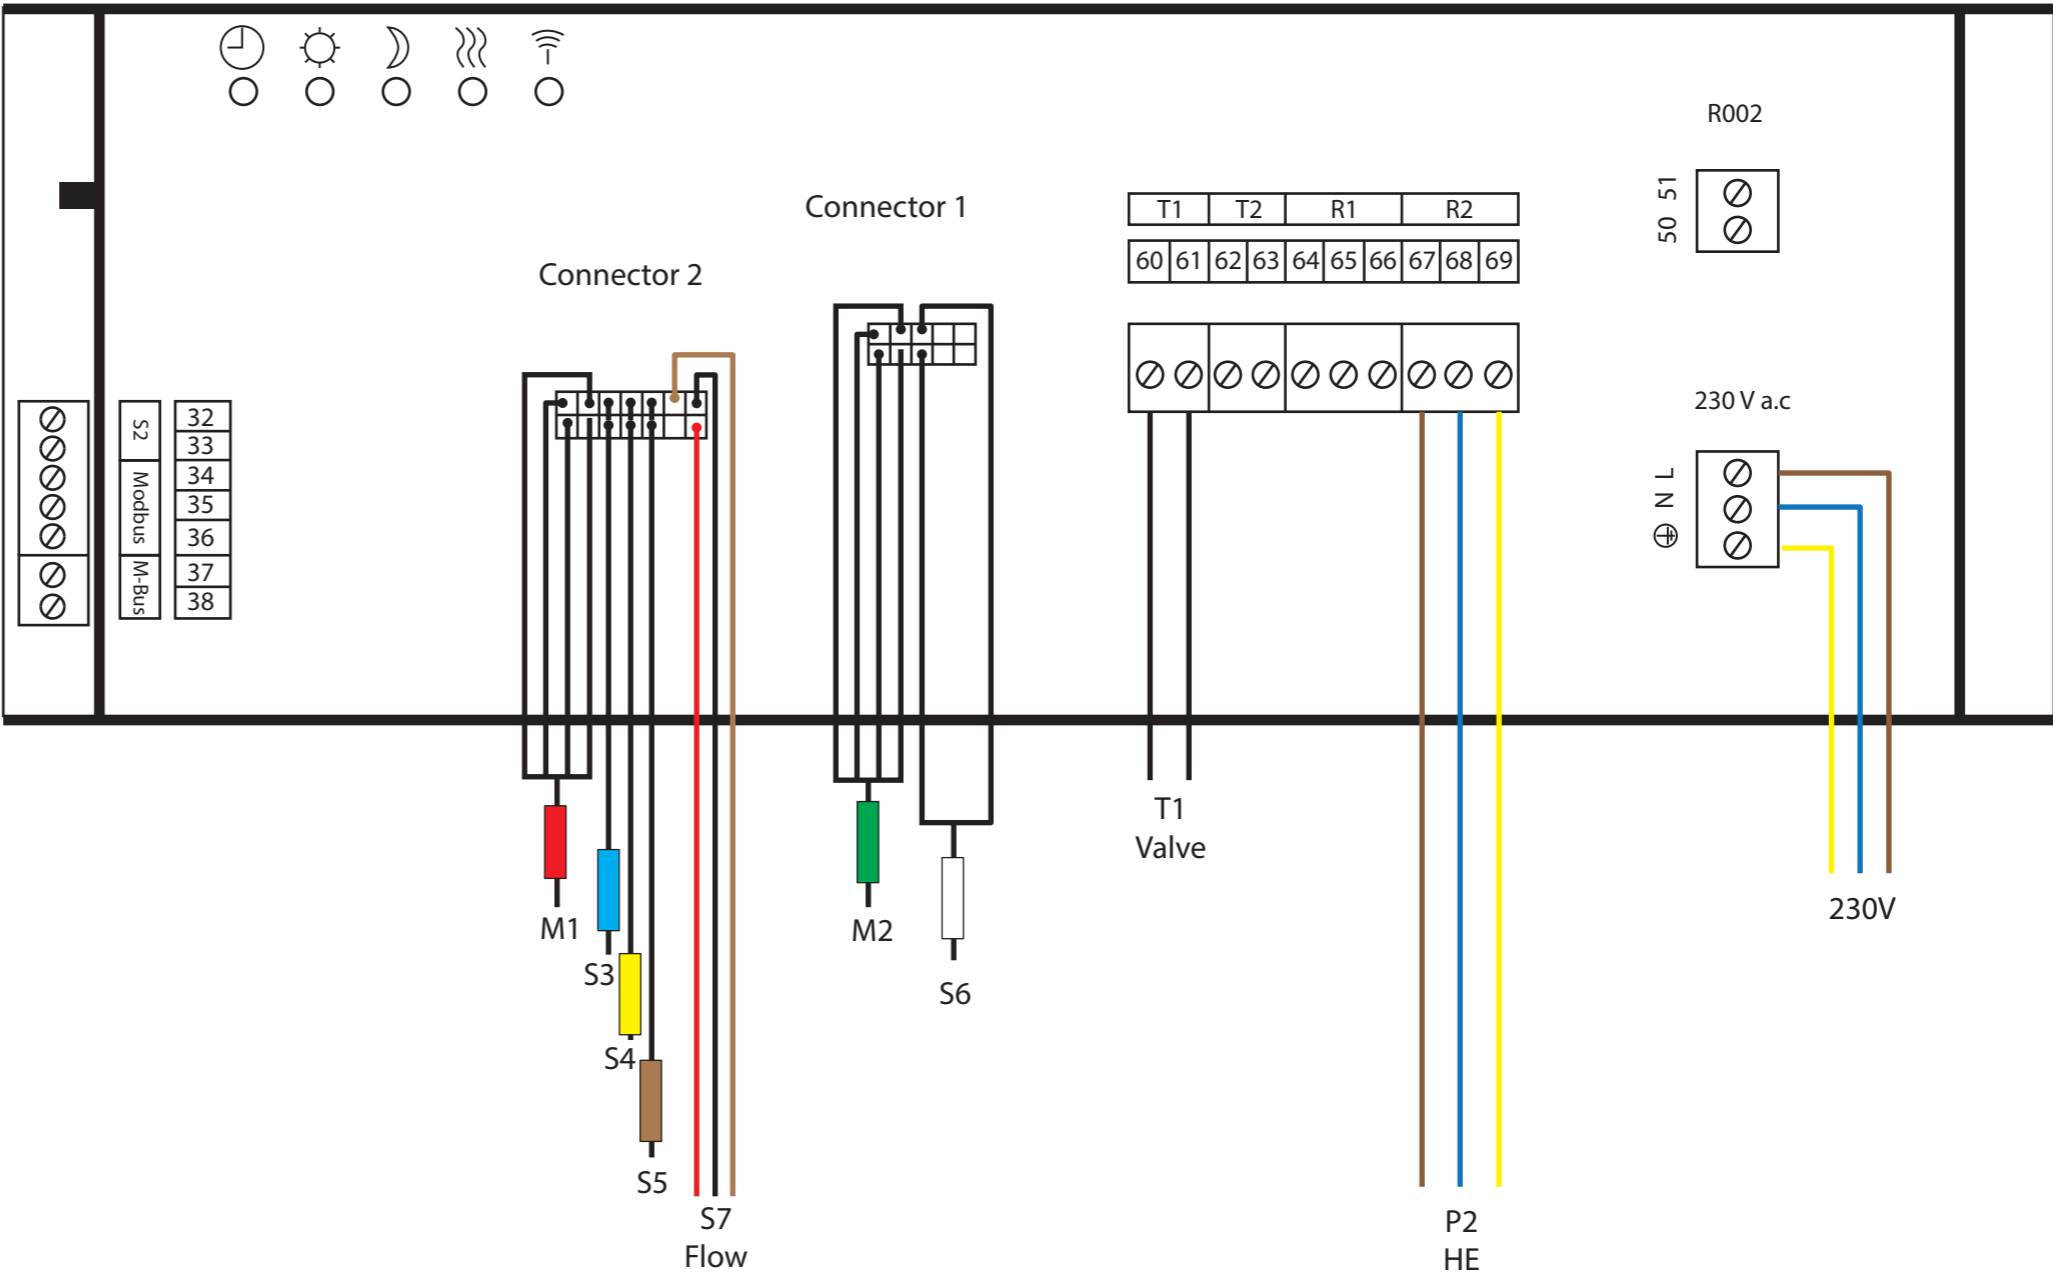 R002
51
50
Connector 1
T1 T2 R1 R2
60 61 62 63 64 65 66 67 68 69
Connector 2
230 V a.c
L
N
S2
Modbus
M-Bus
32
33
34
35
36
37
38
T1
Valve
230V
M1
M2
S3
S6
S4
S5
S7
Flow
P2
HE